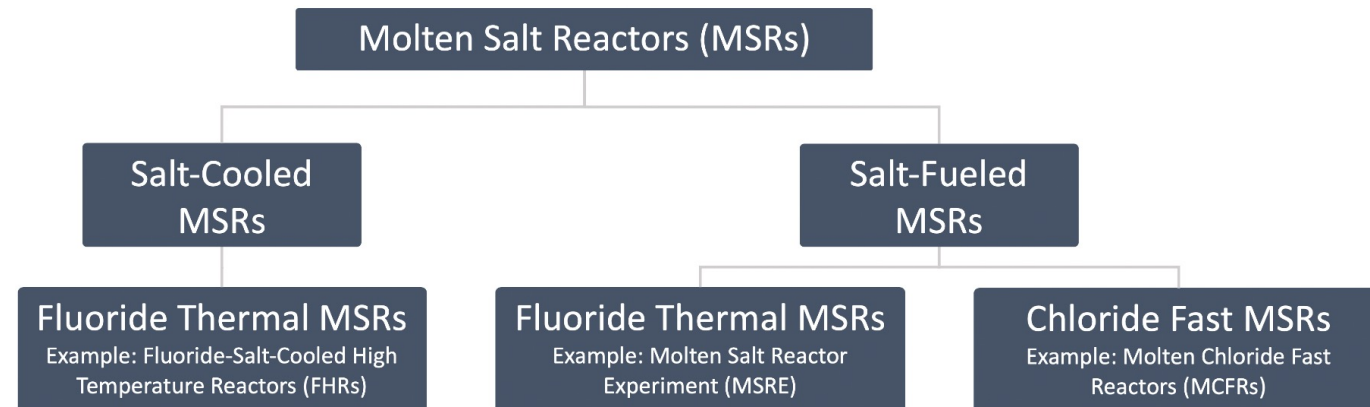 Molten Salt Reactors (MSRs)
Salt-Cooled
MSRs
Salt-Fueled
MSRs
Fluoride Thermal MSRs
Example: Fluoride-Salt-Cooled High
Temperature Reactors (FHRs)
Fluoride Thermal MSRs
Example: Molten Salt Reactor
Experiment (MSRE)
Chloride Fast MSRs
Example: Molten Chloride Fast
Reactors (MCFRs)